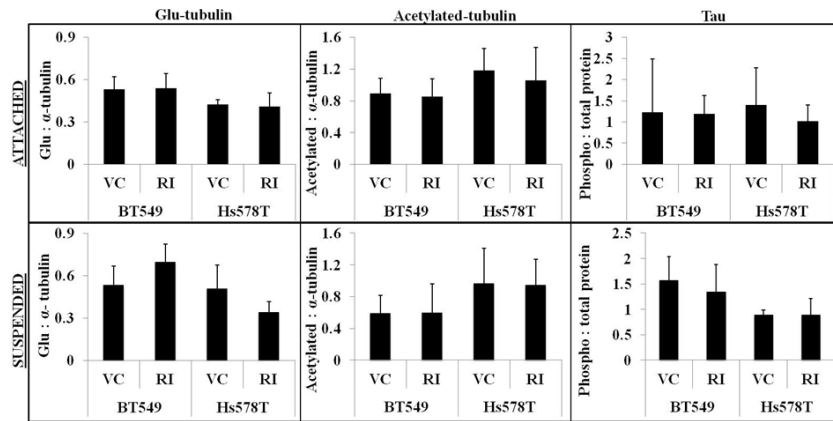 Glu-tubulin Acetylated-tubulin Tau
ATTACHED
Glu : α-tubulin
0.9
0.6
0.3
0
VC RI VC RI
BT549 Hs578T
Acetylated : α-tubulin
1.6
1.2
0.8
0.4
0
VC RI VC RI
BT549 Hs578T
Phospho : total protein
3
2.5
2
1.5
1
0.5
0
VC RI VC RI
BT549 Hs578T
SUSPENDED
Glu : α- tubulin
0.9
0.6
0.3
0
VC RI VC RI
BT549 Hs578T
Acetylated : α-tubulin
1.6
1.2
0.8
0.4
0
VC RI VC RI
BT549 Hs578T
Phospho : total protein
2.5
2
1.5
1
0.5
0
VC RI VC RI
BT549 Hs578T